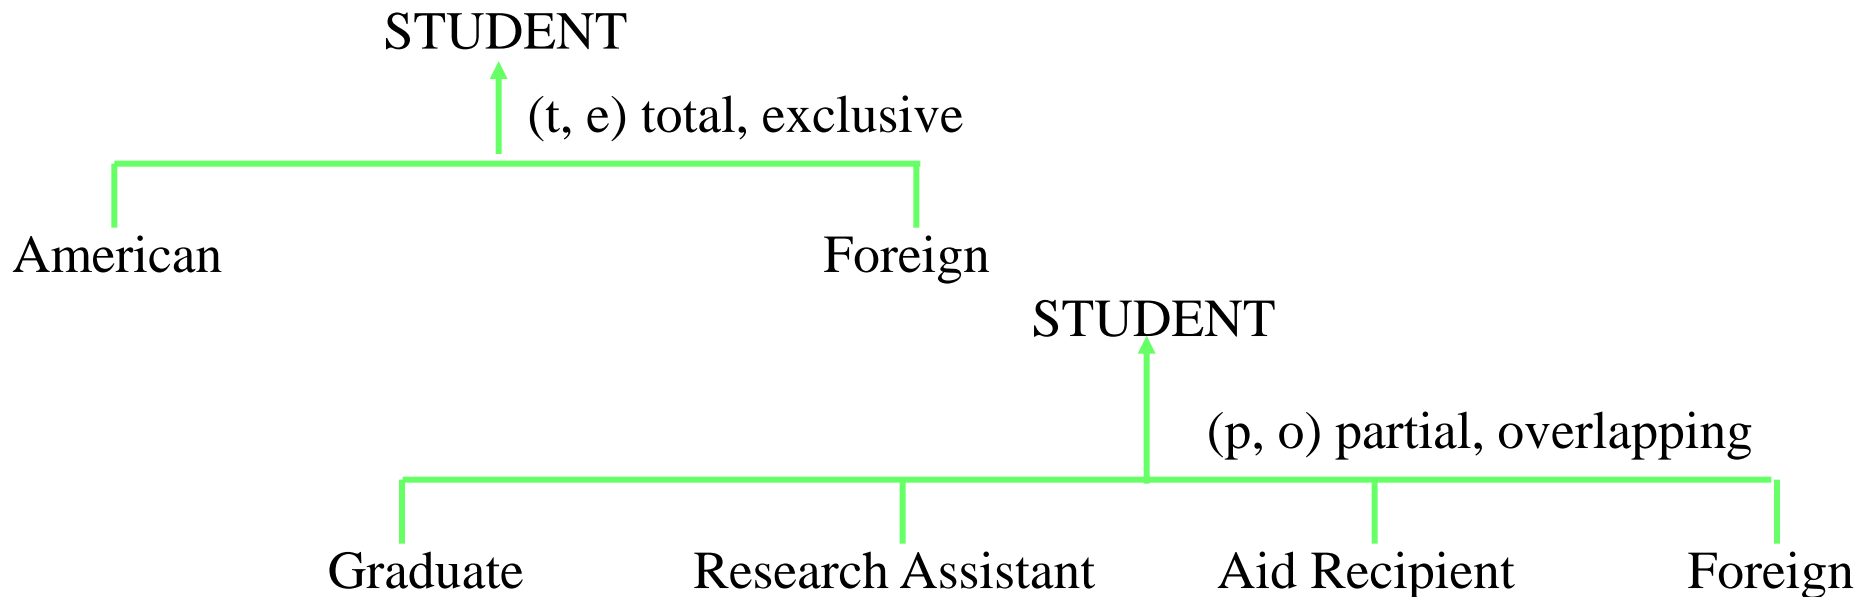 STUDENT
(t, e) total, exclusive
American Foreign
STUDENT
(p, o) partial, overlapping
Graduate Research Assistant Aid Recipient Foreign